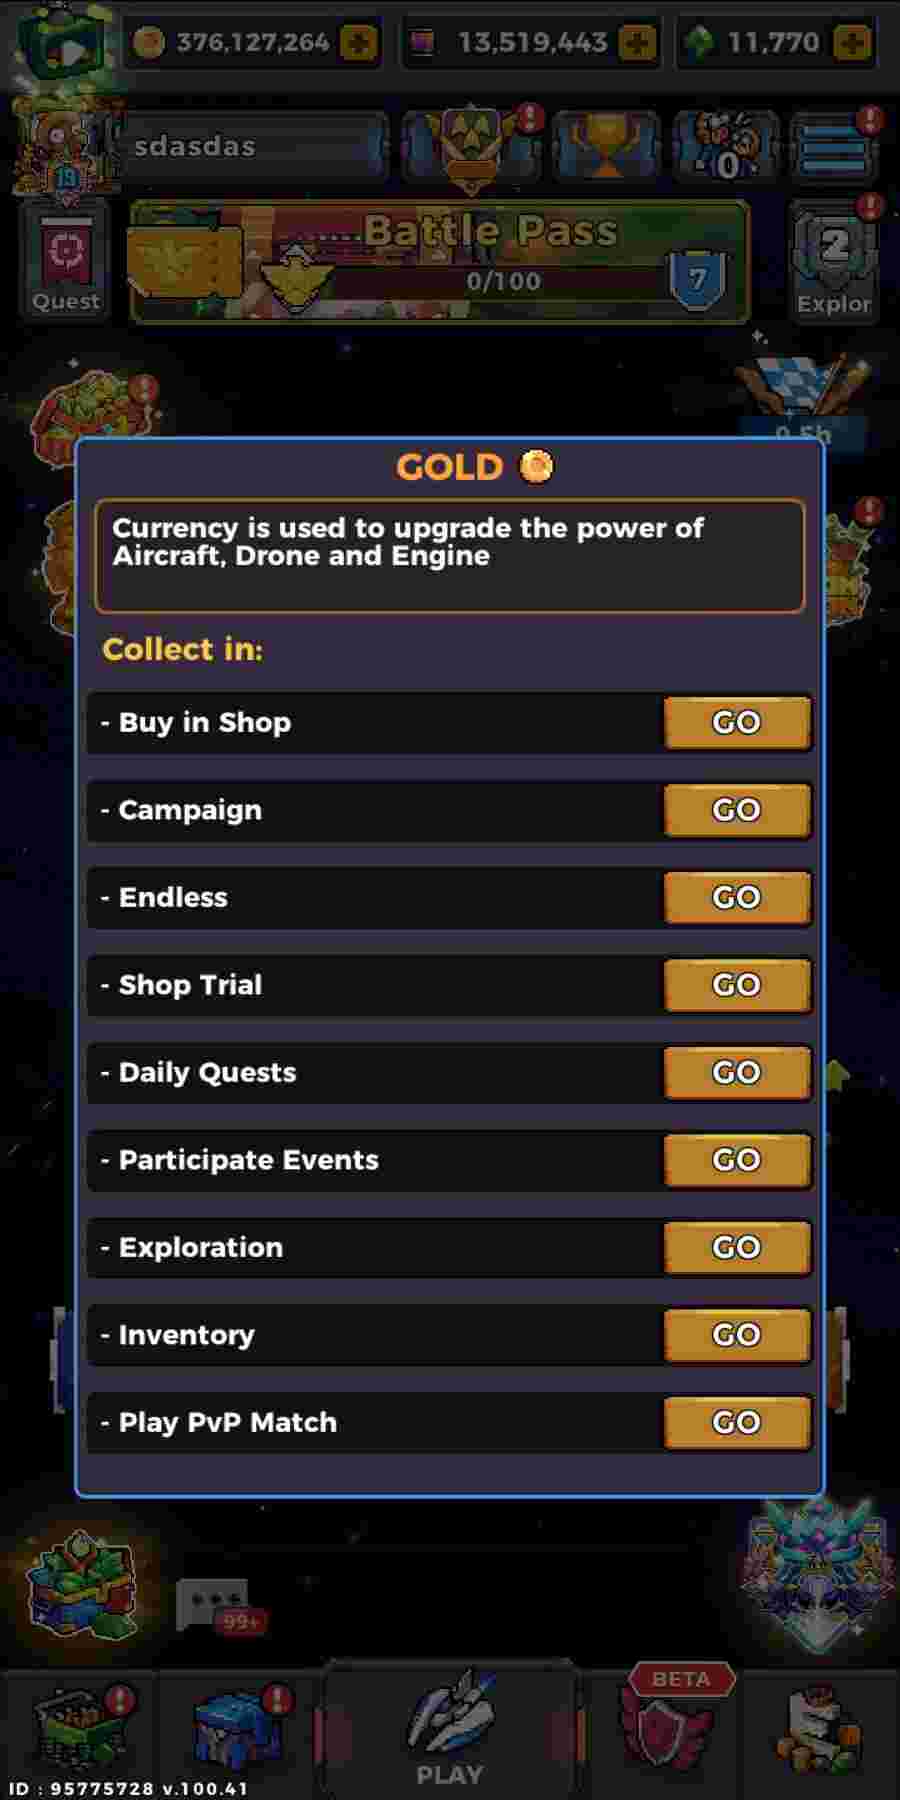 376,127,264
13,519,443
11,770
sdasdas
19
0
Quest
Battle Pass
0/100
7
2
Explor
GOLD
Currency is used to upgrade the power of
Aircraft, Drone and Engine
Collect in:
- Buy in Shop
GO
- Campaign
GO
- Endless
GO
- Shop Trial
GO
- Daily Quests
GO
- Participate Events
GO
- Exploration
GO
- Inventory
GO
- Play PvP Match
GO
99+
BETA
PLAY
ID : 95775728 v.100.41